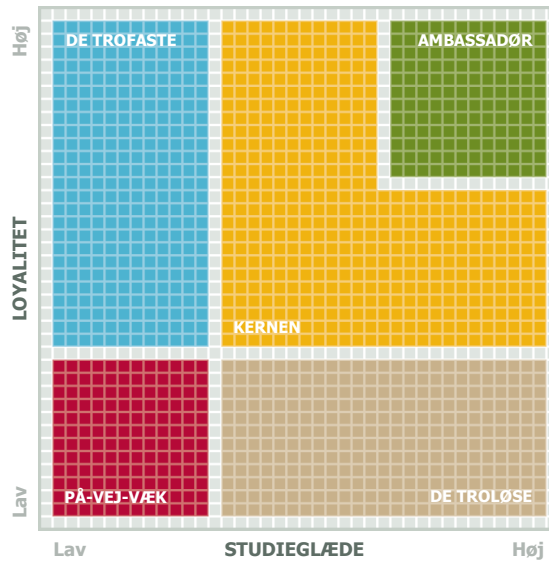 Høj
DE TROFASTE
AMBASSADØR
LOYALITET
KERNEN
PÅ-VEJ-VÆK
DE TROLØSE
Lav
Lav
STUDIEGLÆDE
Høj